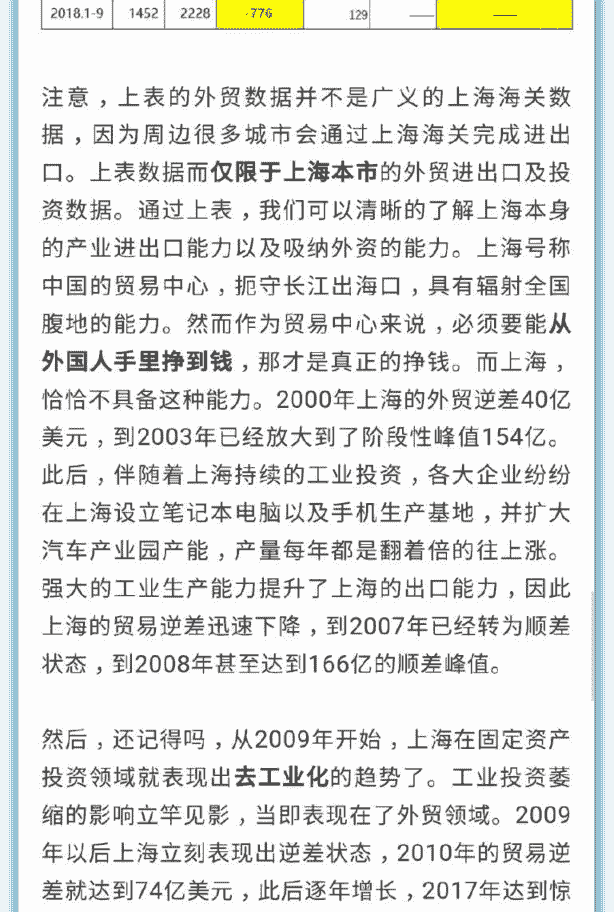 2018.1-9 1452 2228 -776 129 —— ——
注意，上表的外贸数据并不是广义的上海海关数
据，因为周边很多城市会通过上海海关完成进出
口。上表数据而仅限于上海本市的外贸进出口及投
资数据。通过上表，我们可以清晰的了解上海本身
的产业进出口能力以及吸纳外资的能力。上海号称
中国的贸易中心，扼守长江出海口，具有辐射全国
腹地的能力。然而作为贸易中心来说，必须要能从
外国人手里挣到钱，那才是真正的挣钱。而上海，
恰恰不具备这种能力。2000年上海的外贸逆差40亿
美元，到2003年已经放大到了阶段性峰值154亿。
此后，伴随着上海持续的工业投资，各大企业纷纷
在上海设立笔记本电脑以及手机生产基地，并扩大
汽车产业园产能，产量每年都是翻着倍的往上涨。
强大的工业生产能力提升了上海的出口能力，因此
上海的贸易逆差迅速下降，到2007年已经转为顺差
状态，到2008年甚至达到166亿的顺差峰值。
然后，还记得吗，从2009年开始，上海在固定资产
投资领域就表现出去工业化的趋势了。工业投资萎
缩的影响立竿见影，当即表现在了外贸领域。2009
年以后上海立刻表现出逆差状态，2010年的贸易逆
差就达到74亿美元，此后逐年增长，2017年达到惊